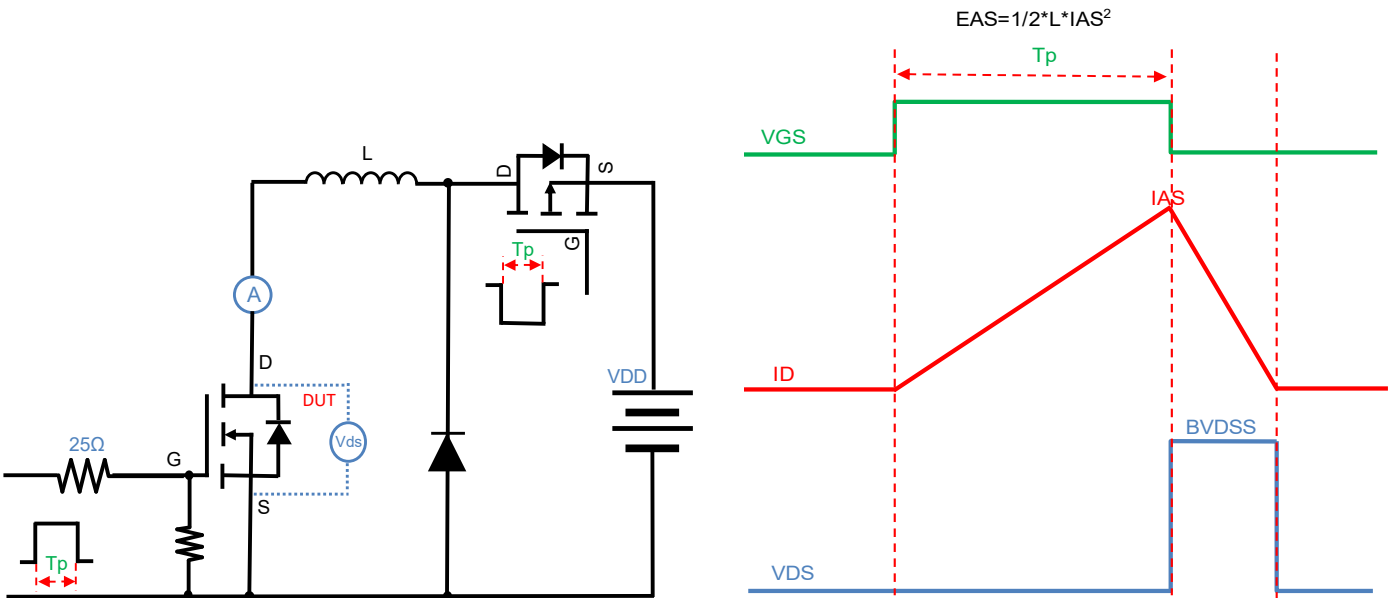 EAS=1/2*L*IAS²
Tp
VGS
IAS
ID
BVDSS
VDS
L
D
S
G
Tp
A
D
DUT
VDD
Vds
25Ω
G
S
Tp